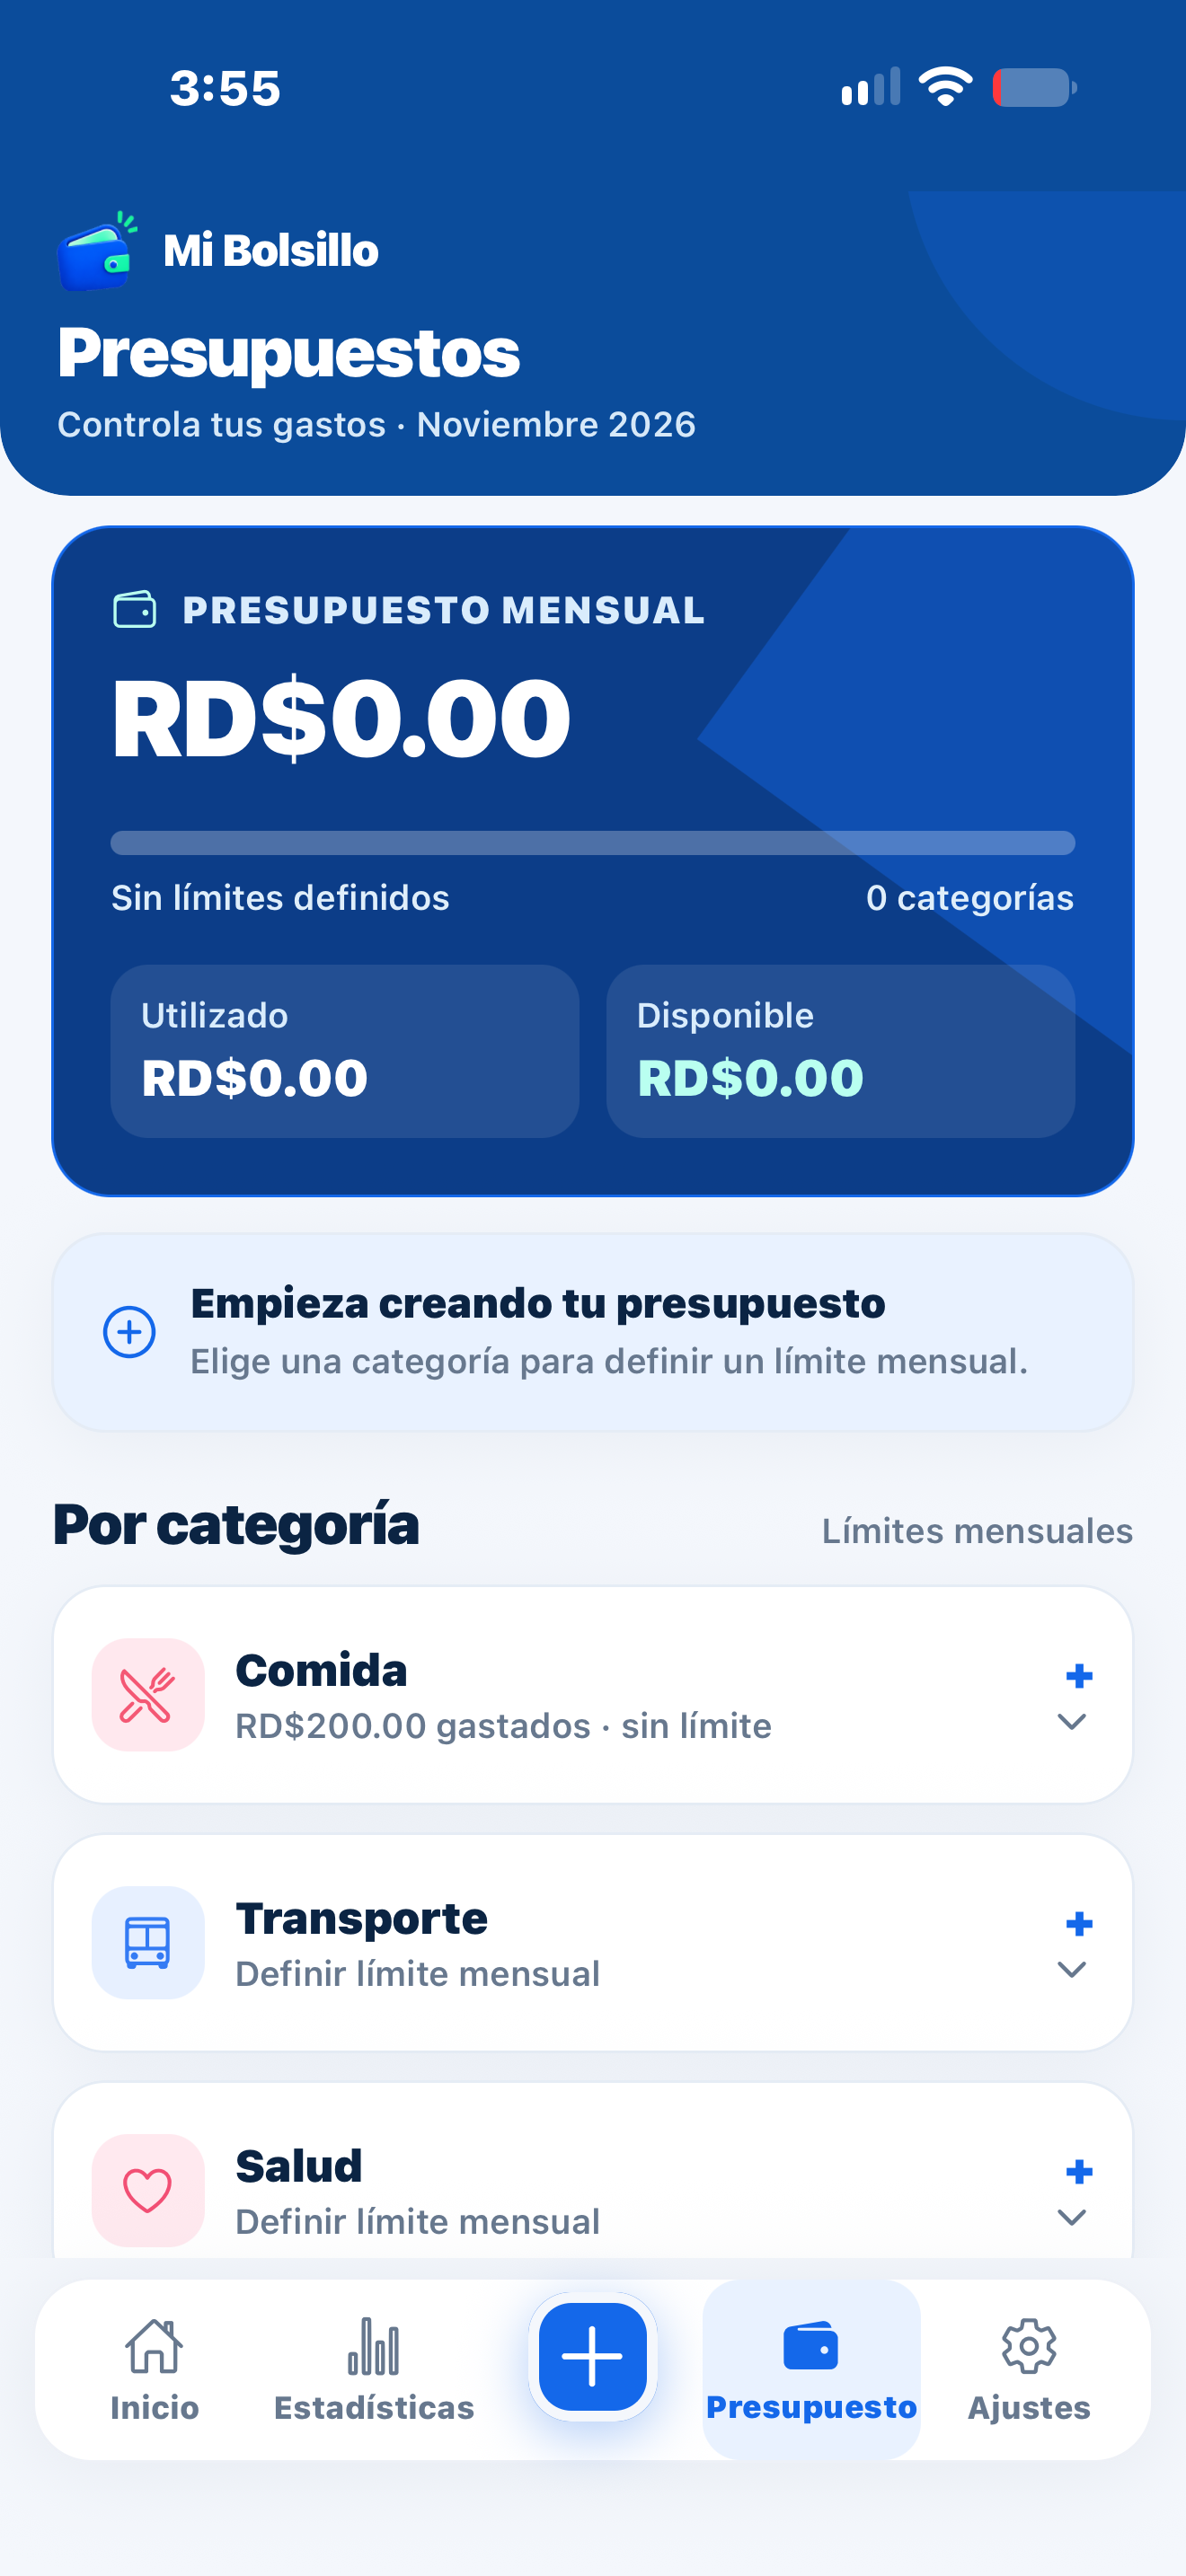 3:55
Mi Bolsillo
Presupuestos
Controla tus gastos · Noviembre 2026
PRESUPUESTO MENSUAL
RD$0.00
Sin límites definidos
0 categorías
Utilizado
Disponible
RD$0.00
RD$0.00
Empieza creando tu presupuesto
Elige una categoría para definir un límite mensual.
Por categoría
Límites mensuales
Comida
RD$200.00 gastados · sin límite
Transporte
Definir límite mensual
Salud
Definir límite mensual
Inicio
Estadísticas
Presupuesto
Ajustes